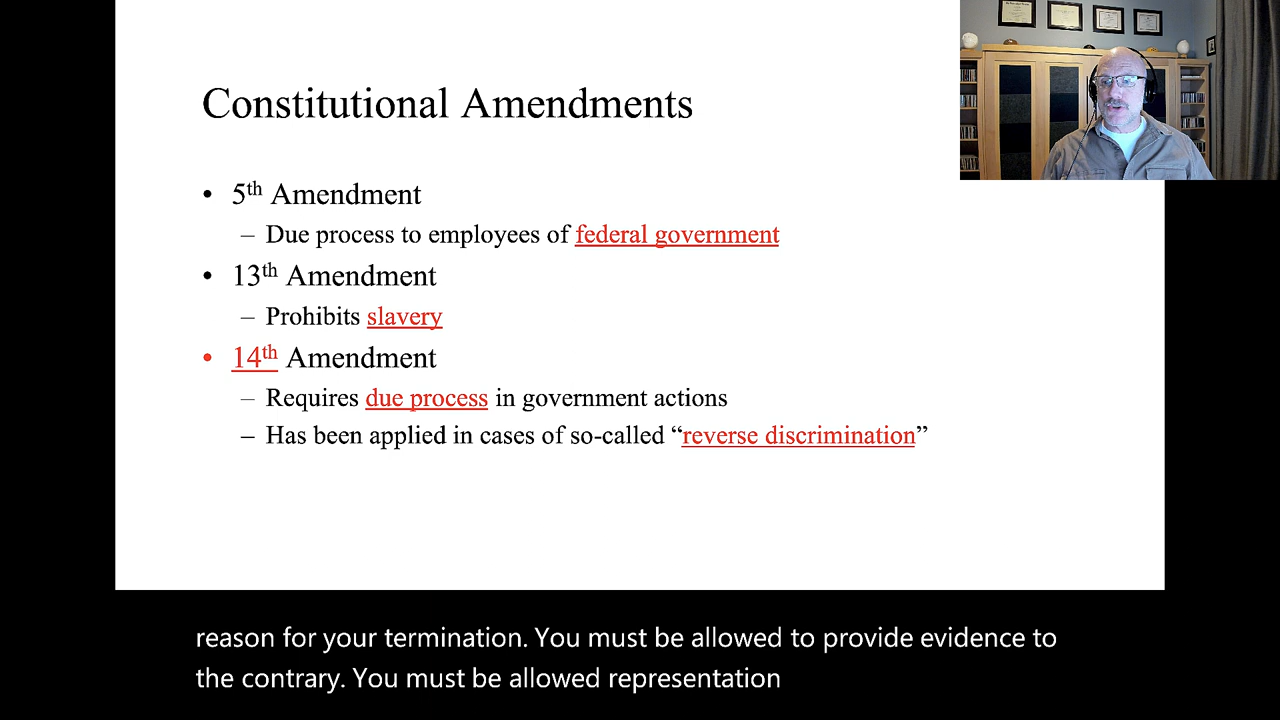 Constitutional Amendments
• 5th Amendment
– Due process to employees of federal government
• 13th Amendment
– Prohibits slavery
• 14th Amendment
– Requires due process in government actions
– Has been applied in cases of so-called “reverse discrimination”
reason for your termination. You must be allowed to provide evidence to
the contrary. You must be allowed representation